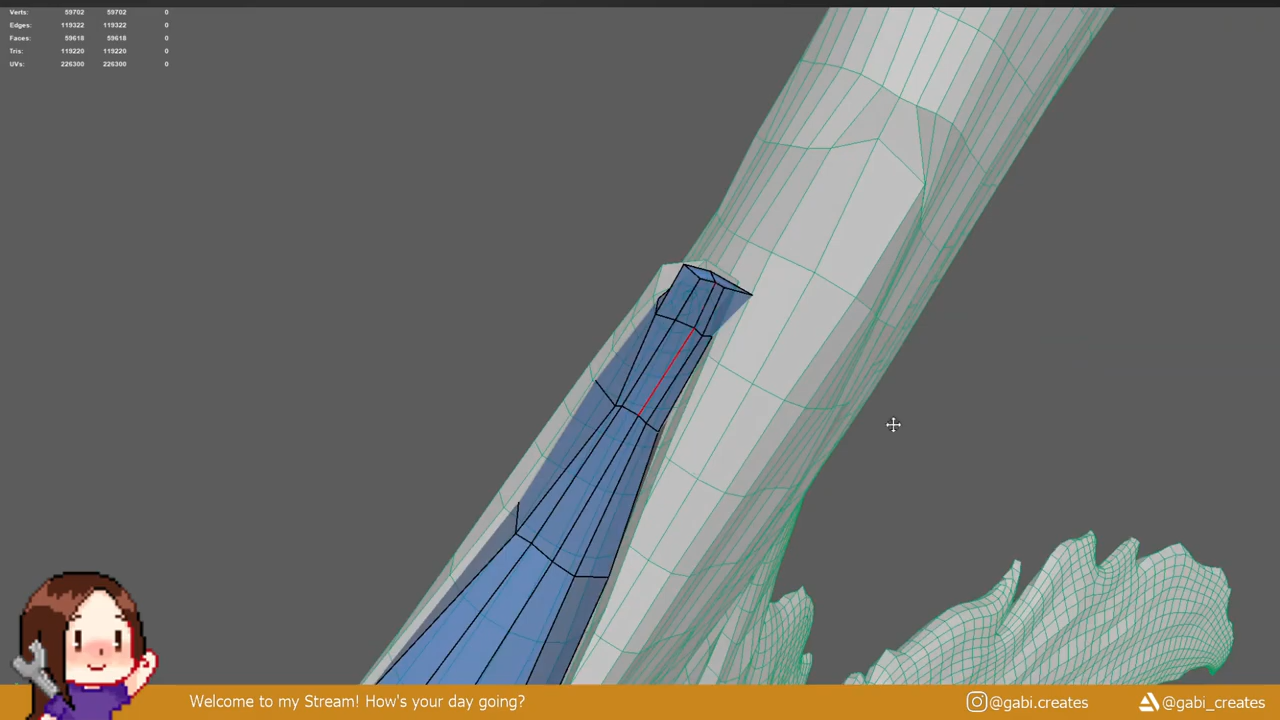 Verts: 59702 59702 0
Edges: 119322 119322 0
Faces: 59618 59618 0
Tris: 119220 119220 0
UVs: 226300 226300 0
Welcome to my Stream! How's your day going?
@gabi.creates
@gabi_creates